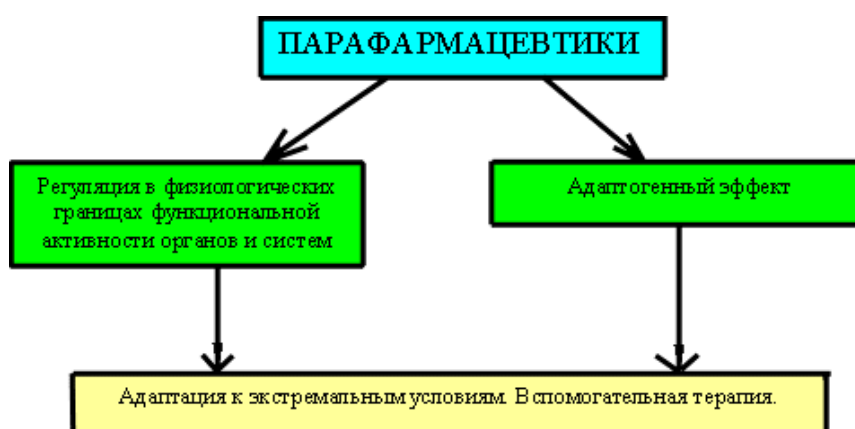 ПАРАФАРМАЦЕВТИКИ
Регуляция в физиологических
границах функциональной
активности органов и систем
Адаптогенный эффект
Адаптация к экстремальным условиям. Вспомогательная терапия.